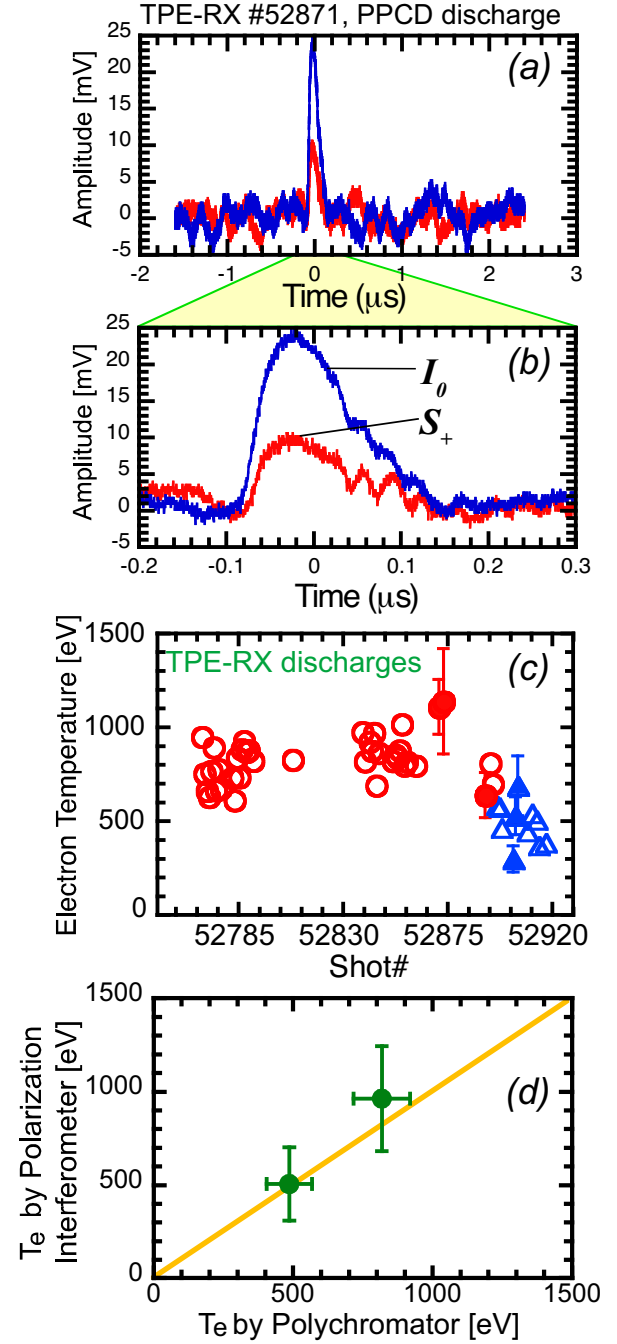 TPE-RX #52871, PPCD discharge
(a)
Amplitude [mV]
25
20
15
10
5
0
-5
-2 -1 0 1 2 3
Time (μs)
(b)
Amplitude [mV]
25
20
15
10
5
0
-5
I₀
S₊
-0.2 -0.1 0 0.1 0.2 0.3
Time (μs)
TPE-RX discharges
(c)
Electron Temperature [eV]
1500
1000
500
0
52785 52830 52875 52920
Shot#
(d)
Te by Polarization
Interferometer [eV]
1500
1000
500
0
0 500 1000 1500
Te by Polychromator [eV]